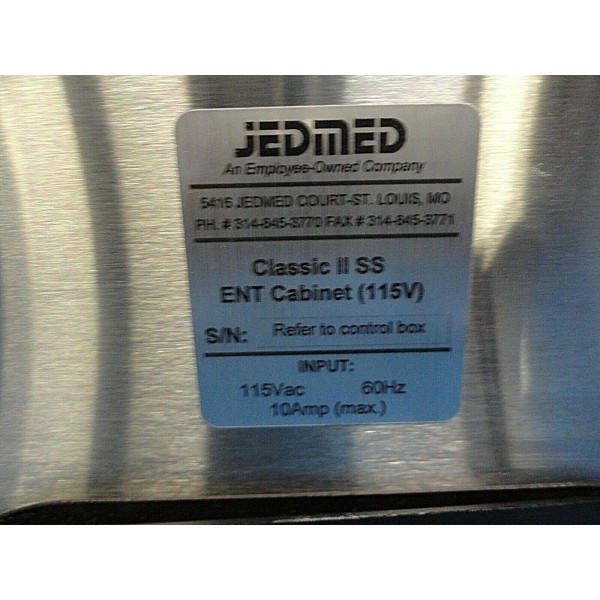 JEDMED
An Employee-Owned Company
5416 JEDMED COURT-ST. LOUIS, MO
PH. # 314-845-3770 FAX # 314-845-3771
Classic II SS
ENT Cabinet (115V)
S/N: Refer to control box
INPUT:
115Vac 60Hz
10Amp (max.)